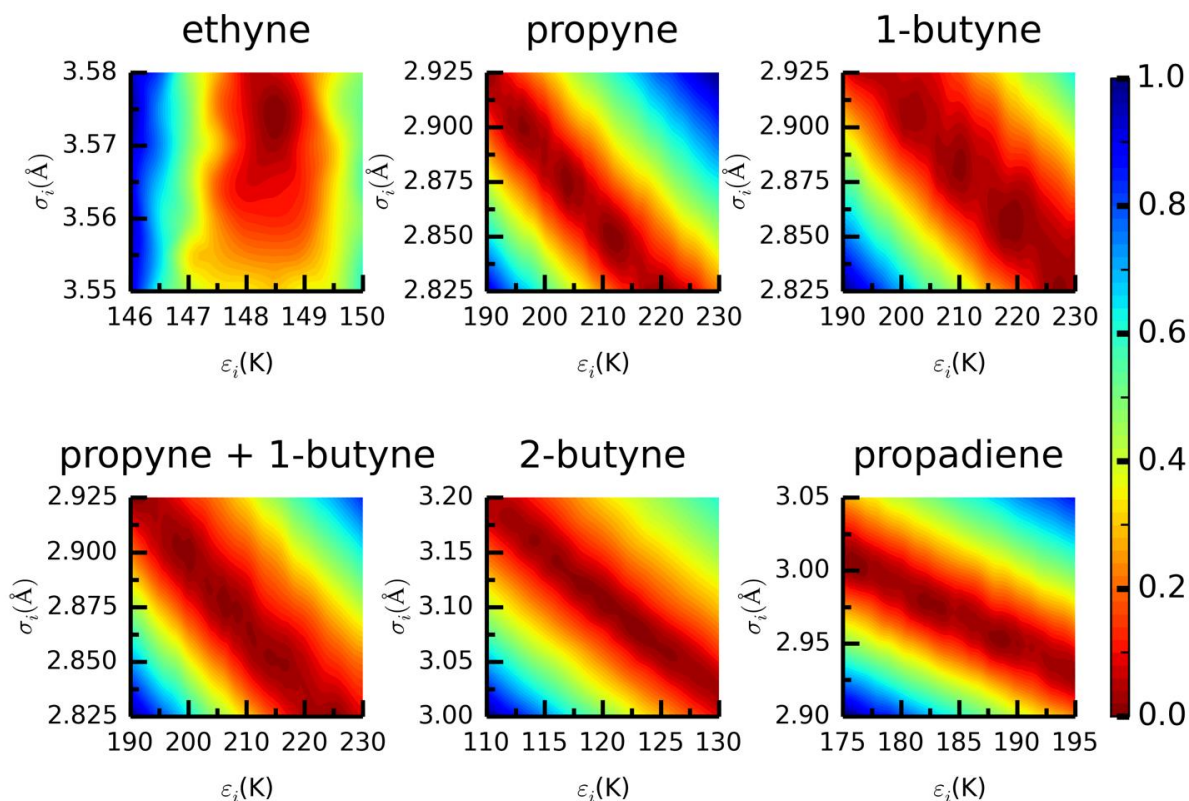 ethyne propyne 1-butyne
3.58 2.925 2.925 1.0
3.57 2.900 2.900 0.8
3.56 2.875 2.875
3.55 2.850 2.850
2.825 2.825
σi(Å) σi(Å) σi(Å)
146 147 148 149 150 190 200 210 220 230 190 200 210 220 230
εi(K) εi(K) εi(K)
0.6
propyne + 1-butyne 2-butyne propadiene
0.4
2.925 3.20 3.05
2.900 3.15 3.00
2.875 3.10 2.95
2.850 3.05 2.90
2.825 3.00
σi(Å) σi(Å) σi(Å)
0.2
0.0
190 200 210 220 230 110 115 120 125 130 175 180 185 190 195
εi(K) εi(K) εi(K)